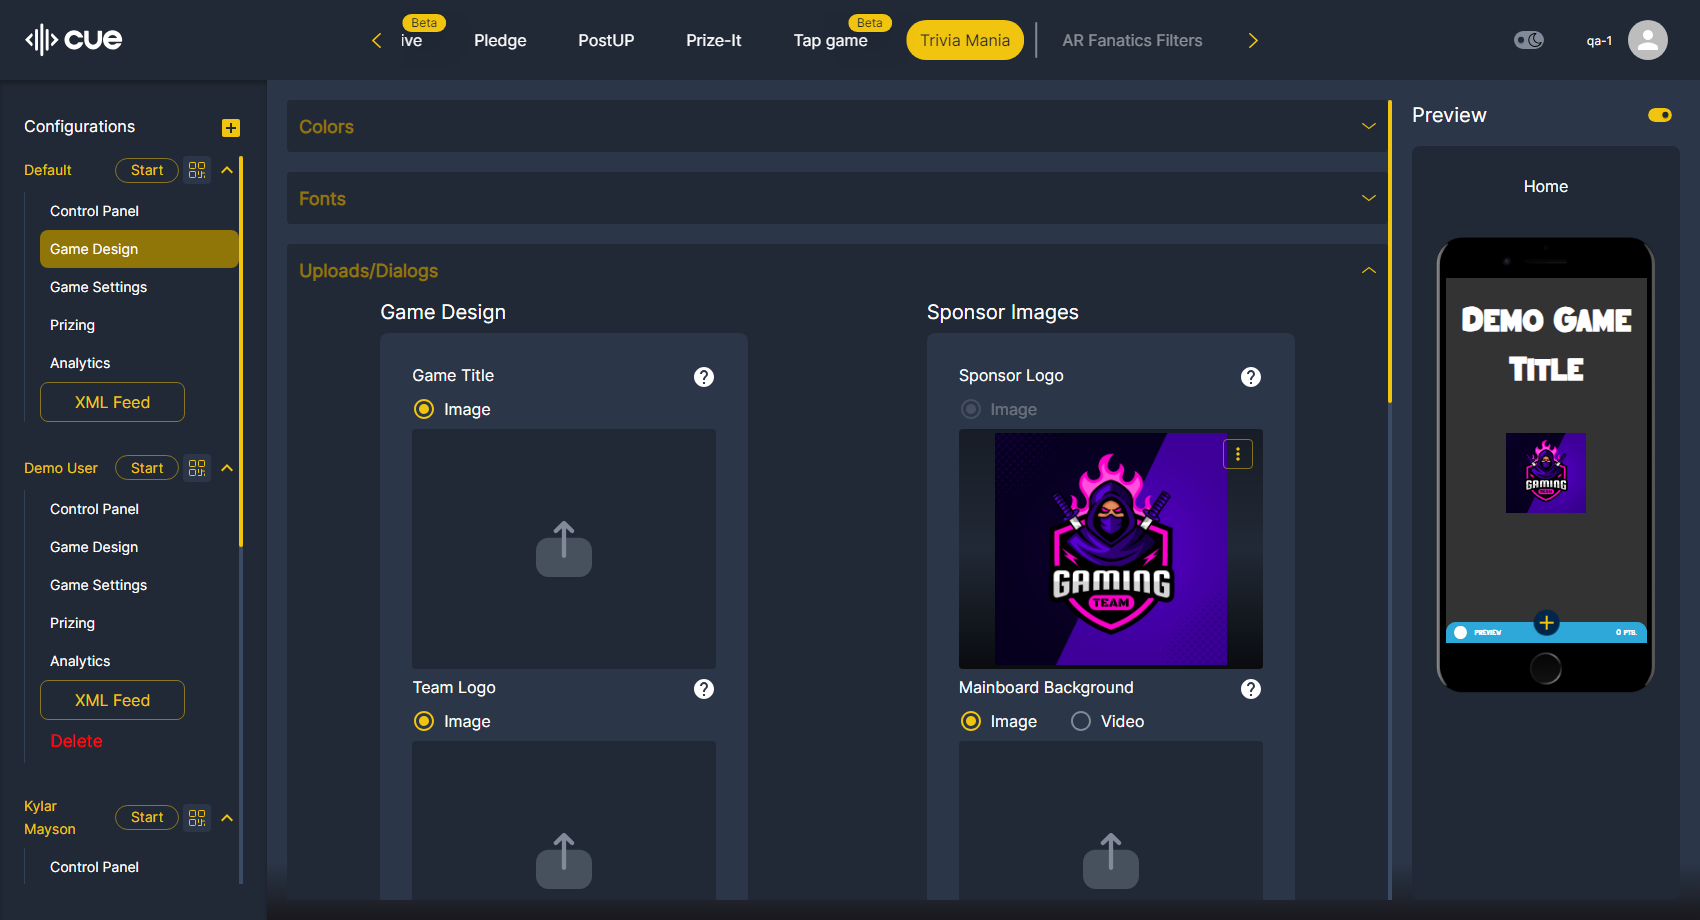 cue
Beta
ive
Pledge
PostUP
Prize-It
Beta
Tap game
Trivia Mania
AR Fanatics Filters
qa-1
Configurations
Default
Start
Control Panel
Game Design
Game Settings
Prizing
Analytics
XML Feed
Demo User
Start
Control Panel
Game Design
Game Settings
Prizing
Analytics
XML Feed
Delete
Kylar
Mayson
Start
Control Panel
Colors
Fonts
Uploads/Dialogs
Game Design
Game Title
?
Image
Team Logo
?
Image
Sponsor Images
Sponsor Logo
?
Image
GAMING
TEAM
Mainboard Background
?
Image
Video
Preview
Home
DEMO GAME
TITLE
GAMING
TEAM
PREVIEW
0 PTS.